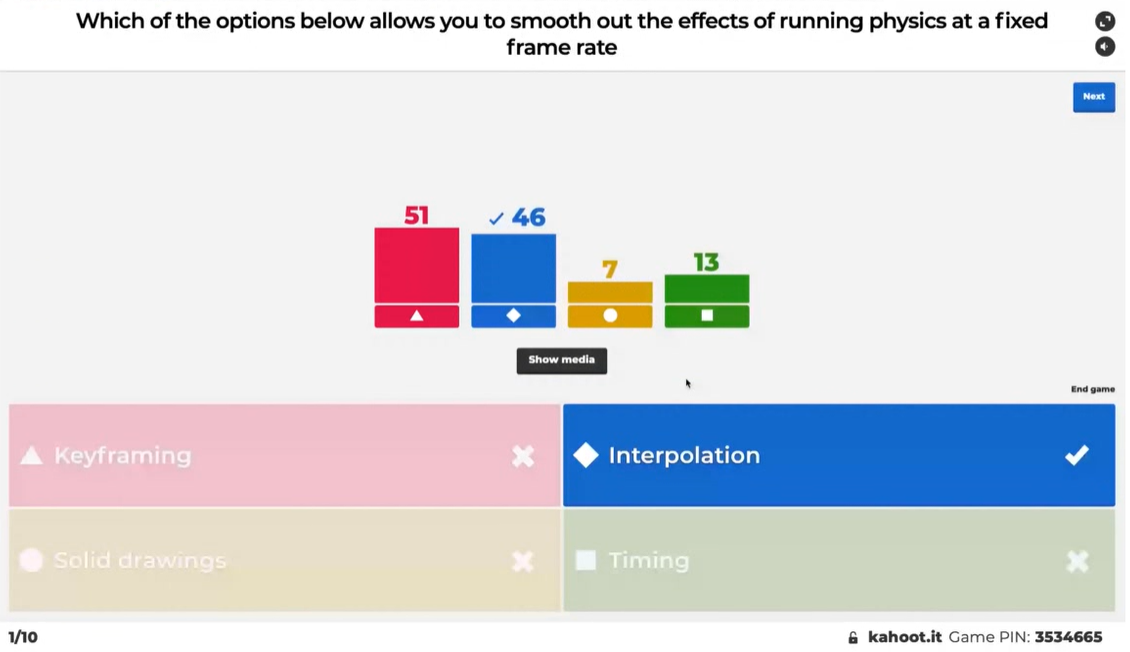 Which of the options below allows you to smooth out the effects of running physics at a fixed
frame rate
Next
51
46
7
13
Show media
End game
Keyframing
Interpolation
Solid drawings
Timing
1/10
kahoot.it Game PIN: 3534665